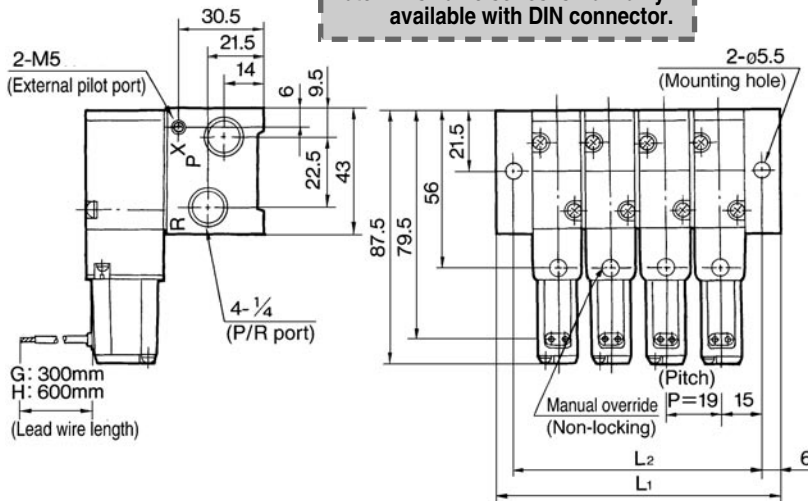 available with DIN connector.
30.5
21.5
14
6
9.5
2-M5
(External pilot port)
X
P
R
22.5
43
4-¼
(P/R port)
G: 300mm
H: 600mm
(Lead wire length)
2-ø5.5
(Mounting hole)
21.5
56
79.5
87.5
(Pitch)
P=19
15
Manual override
(Non-locking)
L2
6
L1